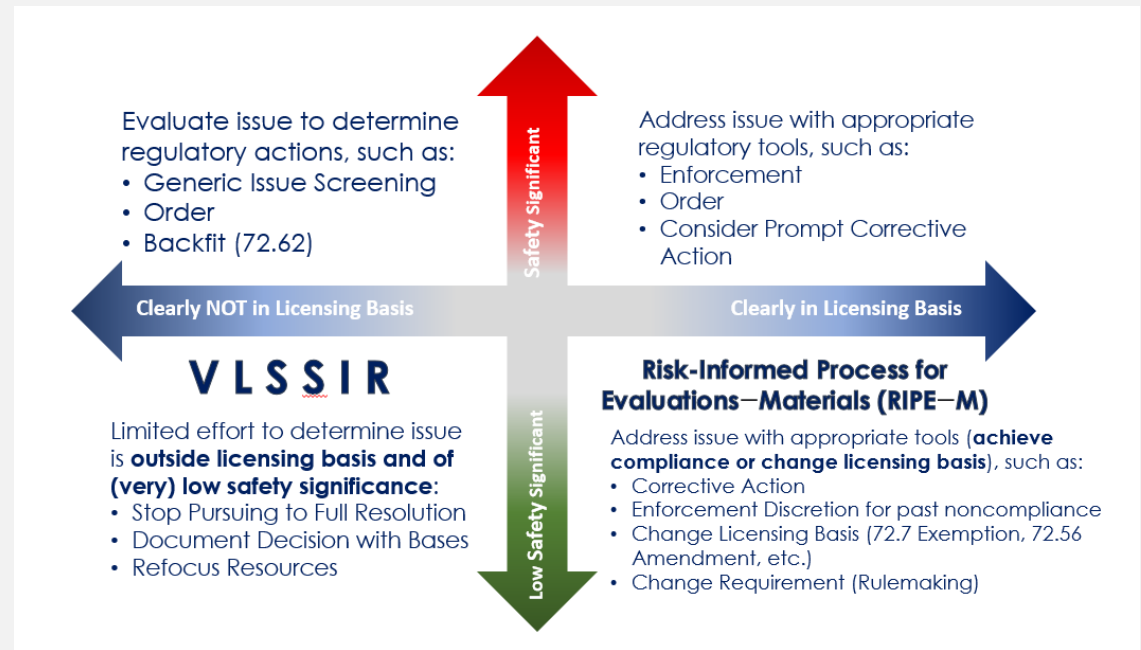 Evaluate issue to determine
regulatory actions, such as:
• Generic Issue Screening
• Order
• Backfit (72.62)
Safety Significant
Address issue with appropriate
regulatory tools, such as:
• Enforcement
• Order
• Consider Prompt Corrective
Action
Clearly NOT in Licensing Basis
Clearly in Licensing Basis
V L S S I R
Limited effort to determine issue
is outside licensing basis and of
(very) low safety significance:
• Stop Pursuing to Full Resolution
• Document Decision with Bases
• Refocus Resources
Low Safety Significant
Risk-Informed Process for
Evaluations—Materials (RIPE—M)
Address issue with appropriate tools (achieve
compliance or change licensing basis), such as:
• Corrective Action
• Enforcement Discretion for past noncompliance
• Change Licensing Basis (72.7 Exemption, 72.56
Amendment, etc.)
• Change Requirement (Rulemaking)